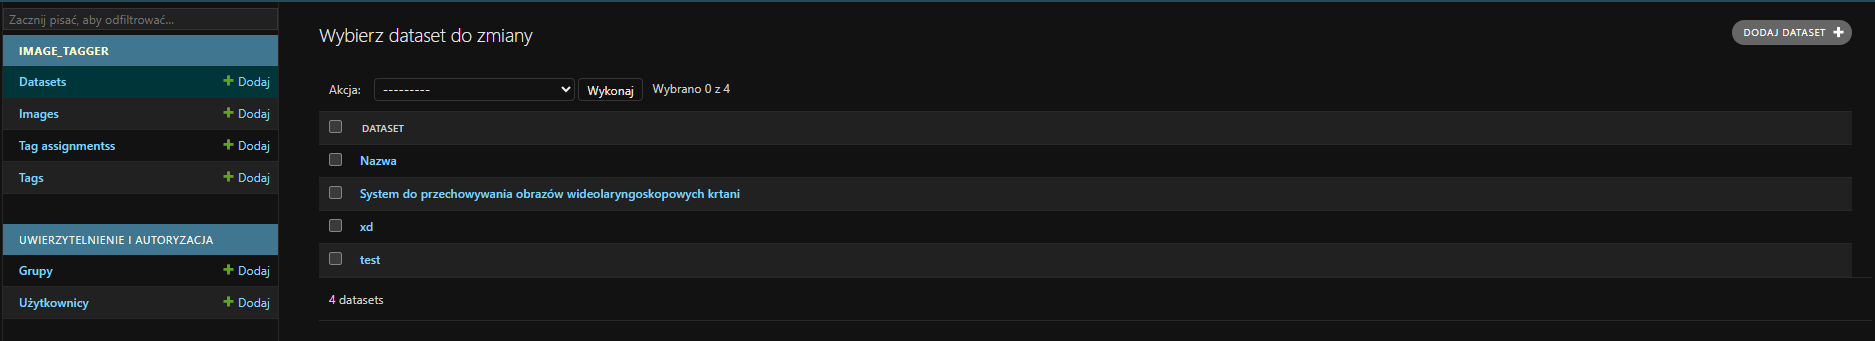 Zacznij pisać, aby odfiltrować...
IMAGE_TAGGER
Datasets + Dodaj
Images + Dodaj
Tag assignmentss + Dodaj
Tags + Dodaj
UWIERZYTELNIENIE I AUTORYZACJA
Grupy + Dodaj
Użytkownicy + Dodaj
Wybierz dataset do zmiany
DODAJ DATASET +
Akcja: --------- Wykonaj Wybrano 0 z 4
DATASET
Nazwa
System do przechowywania obrazów wideolaryngoskopowych krtani
xd
test
4 datasets